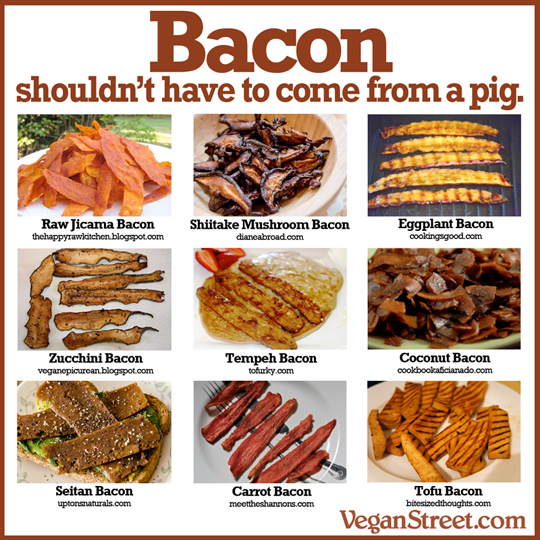 Bacon
shouldn't have to come from a pig.
Raw Jicama Bacon
thehappyrawkitchen.blogspot.com
Shiitake Mushroom Bacon
dianeabroad.com
Eggplant Bacon
cookingsgood.com
Zucchini Bacon
veganepicurean.blogspot.com
Tempeh Bacon
tofurky.com
Coconut Bacon
cookbookaficianado.com
Seitan Bacon
uptonsnaturals.com
Carrot Bacon
meettheshannons.com
Tofu Bacon
bitesizedthoughts.com
VeganStreet.com